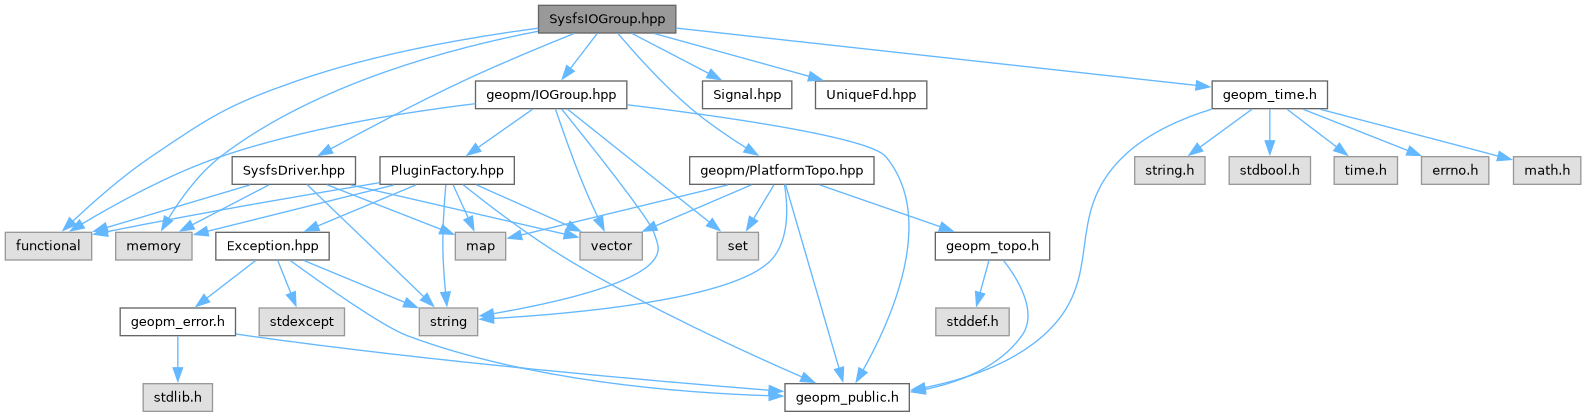 SysfsIOGroup.hpp
geopm/IOGroup.hpp
Signal.hpp
UniqueFd.hpp
geopm_time.h
SysfsDriver.hpp
PluginFactory.hpp
geopm/PlatformTopo.hpp
string.h
stdbool.h
time.h
errno.h
math.h
functional
memory
Exception.hpp
map
vector
set
geopm_topo.h
geopm_error.h
stdexcept
string
stddef.h
stdlib.h
geopm_public.h